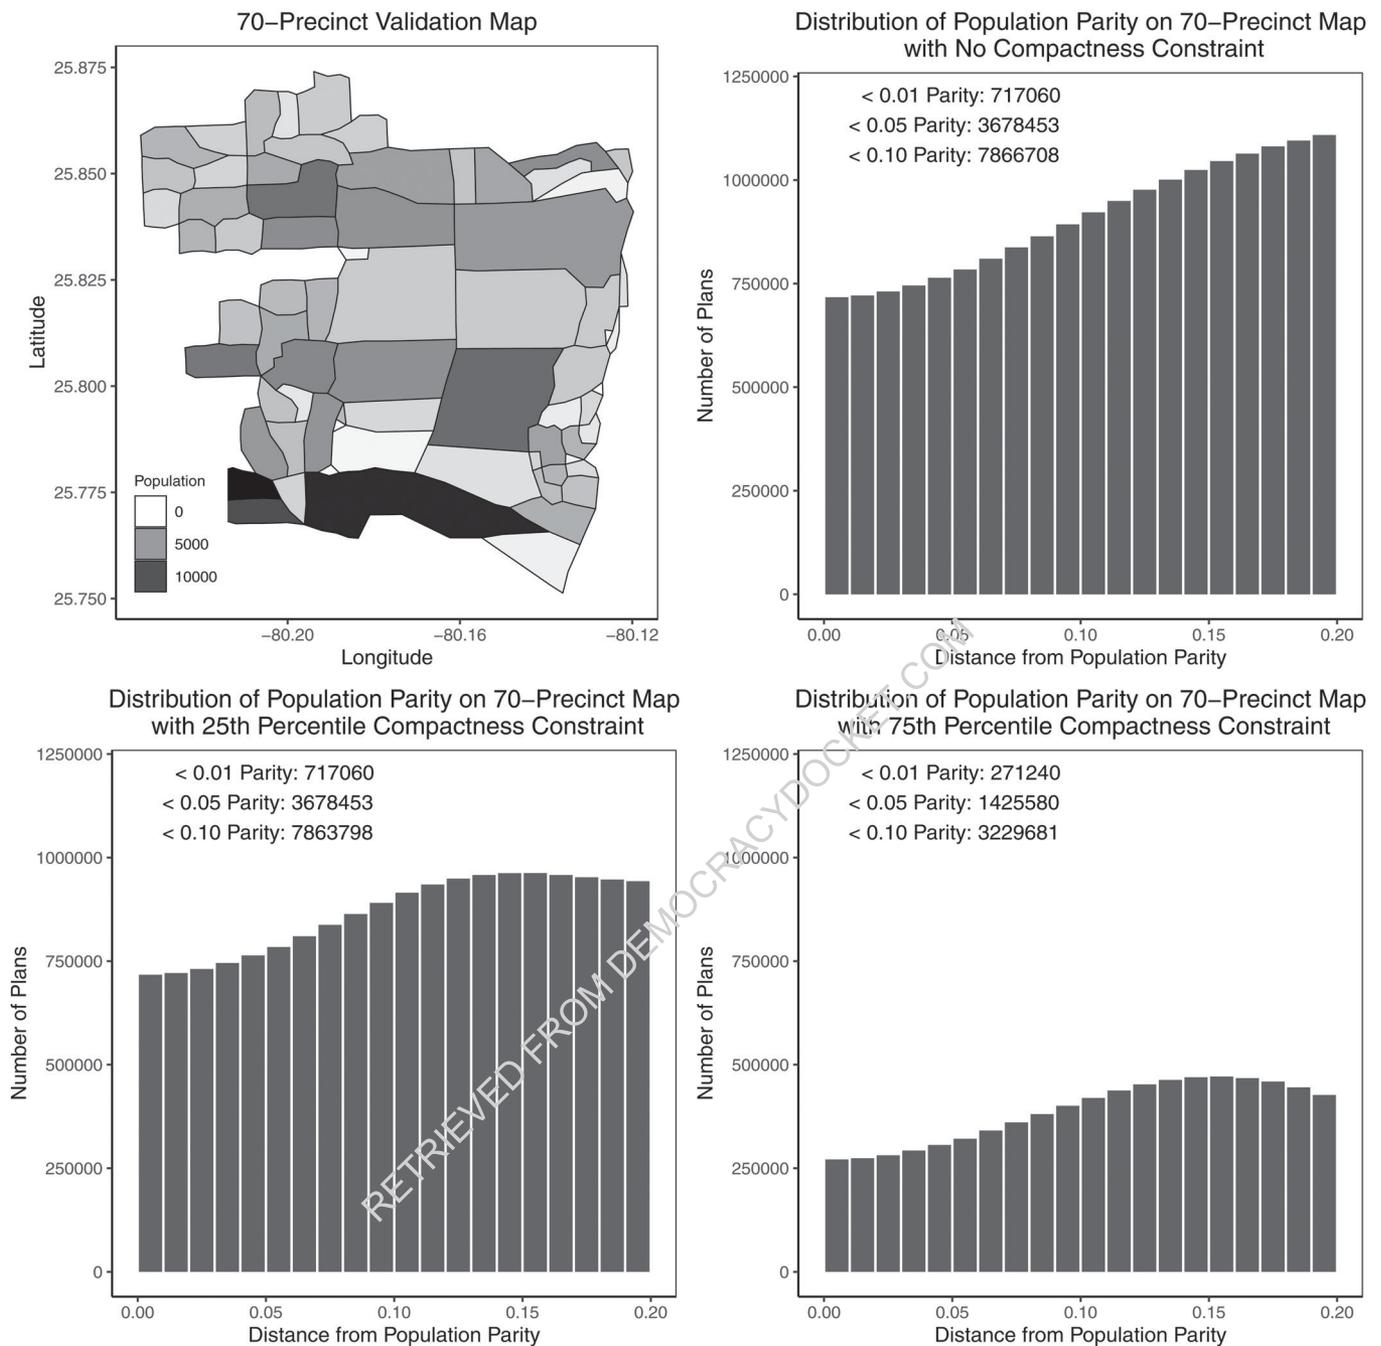 70−Precinct Validation Map
25.875
25.850
25.825
25.800
25.775
25.750
Latitude
Population
0
5000
10000
−80.20
−80.16
−80.12
Longitude
Distribution of Population Parity on 70−Precinct Map
with No Compactness Constraint
< 0.01 Parity: 717060
< 0.05 Parity: 3678453
< 0.10 Parity: 7866708
1250000
1000000
750000
500000
250000
0
Number of Plans
0.00
0.05
0.10
0.15
0.20
Distance from Population Parity
Distribution of Population Parity on 70−Precinct Map
with 25th Percentile Compactness Constraint
< 0.01 Parity: 717060
< 0.05 Parity: 3678453
< 0.10 Parity: 7863798
1250000
1000000
750000
500000
250000
0
Number of Plans
0.00
0.05
0.10
0.15
0.20
Distance from Population Parity
Distribution of Population Parity on 70−Precinct Map
with 75th Percentile Compactness Constraint
< 0.01 Parity: 271240
< 0.05 Parity: 1425580
< 0.10 Parity: 3229681
1250000
1000000
750000
500000
250000
0
Number of Plans
0.00
0.05
0.10
0.15
0.20
Distance from Population Parity
RETRIEVED FROM DEMOCRACYDOCKET.COM